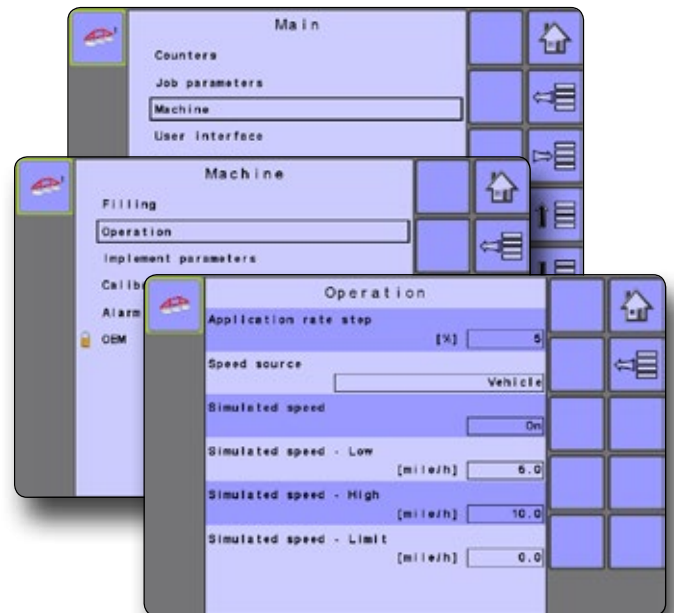 Main
Counters
Job parameters
Machine
User interface
Machine
Filling
Operation
Implement parameters
Calib
Alarm
OEM
Operation
Application rate step
[%] 5
Speed source
Vehicle
Simulated speed
On
Simulated speed - Low
[mile/h] 6.0
Simulated speed - High
[mile/h] 10.0
Simulated speed - Limit
[mile/h] 0.0